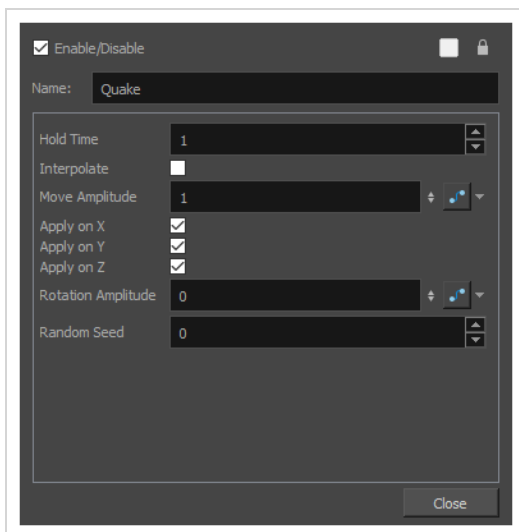 Enable/Disable
Name: Quake
Hold Time 1
Interpolate
Move Amplitude 1
Apply on X
Apply on Y
Apply on Z
Rotation Amplitude 0
Random Seed 0
Close